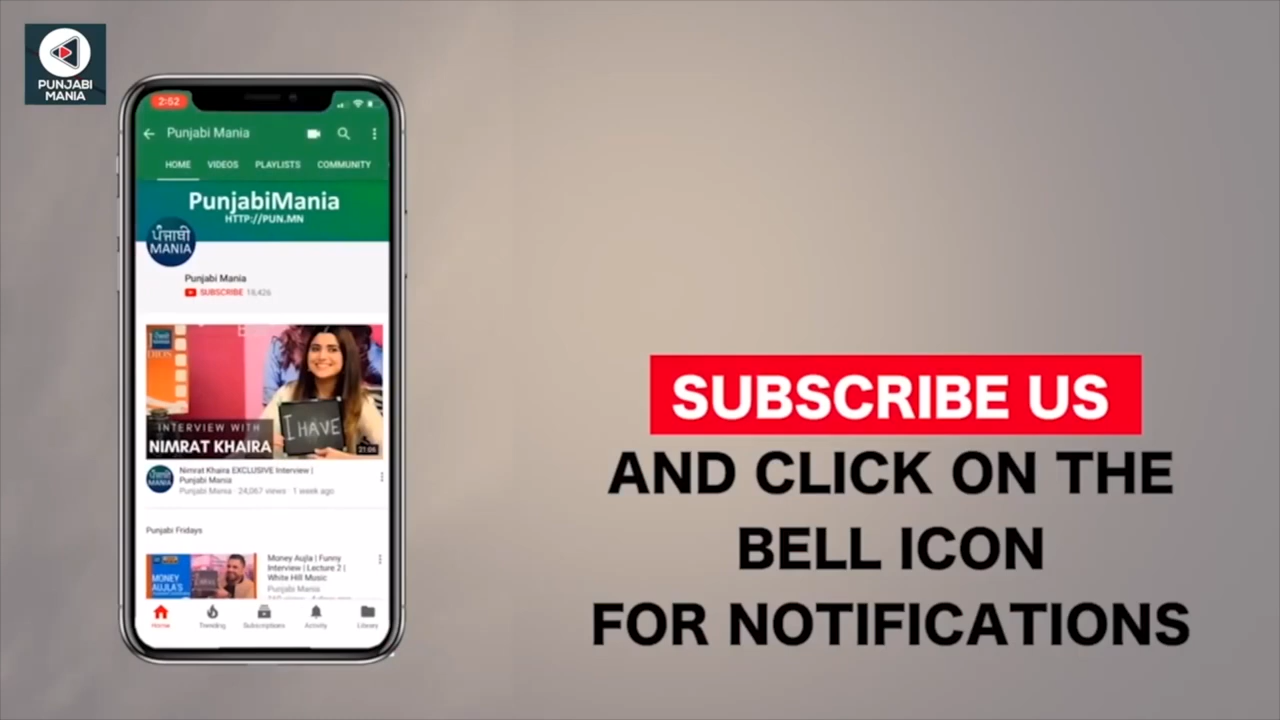 PUNJABI
MANIA
2:52
Punjabi Mania
HOME VIDEOS PLAYLISTS COMMUNITY
PunjabiMania
HTTP://PUN.MN
ਪੰਜਾਬੀ
MANIA
Punjabi Mania
SUBSCRIBE 18,426
INTERVIEW WITH
NIMRAT KHAIRA
I HAVE
21:06
MANIA
Nimrat Khaira EXCLUSIVE Interview |
Punjabi Mania
Punjabi Mania · 24,067 views · 1 week ago
Punjabi Fridays
MONEY
AUJLA'S
Money Aujla | Funny
Interview | Lecture 2 |
White Hill Music
Punjabi Mania
Home Trending Subscriptions Activity Library
SUBSCRIBE US
AND CLICK ON THE
BELL ICON
FOR NOTIFICATIONS